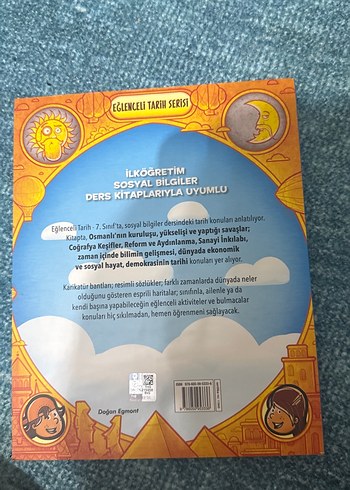 EĞLENCELİ TARİH SERİSİ
İLKÖĞRETİM
SOSYAL BİLGİLER
DERS KİTAPLARIYLA UYUMLU
Eğlenceli Tarih - 7. Sınıf'ta, sosyal bilgiler dersindeki tarih konuları anlatılıyor.
Kitapta, Osmanlı'nın kuruluşu, yükselişi ve yaptığı savaşlar;
Coğrafya Keşifler, Reform ve Aydınlanma, Sanayi İnkılabı,
zaman içinde bilimin gelişmesi, dünyada ekonomik
ve sosyal hayat, demokrasinin tarihi konuları yer alıyor.
Karikatür bantları; resimli sözlükler; farklı zamanlarda dünyada neler
olduğunu gösteren esprili haritalar; sınıfınla, ailenle ya da
kendi başına yapabileceğin eğlenceli aktiviteler ve bulmacalar
konuları hiç sıkılmadan, hemen öğrenmeni sağlayacak.
Doğan Egmont